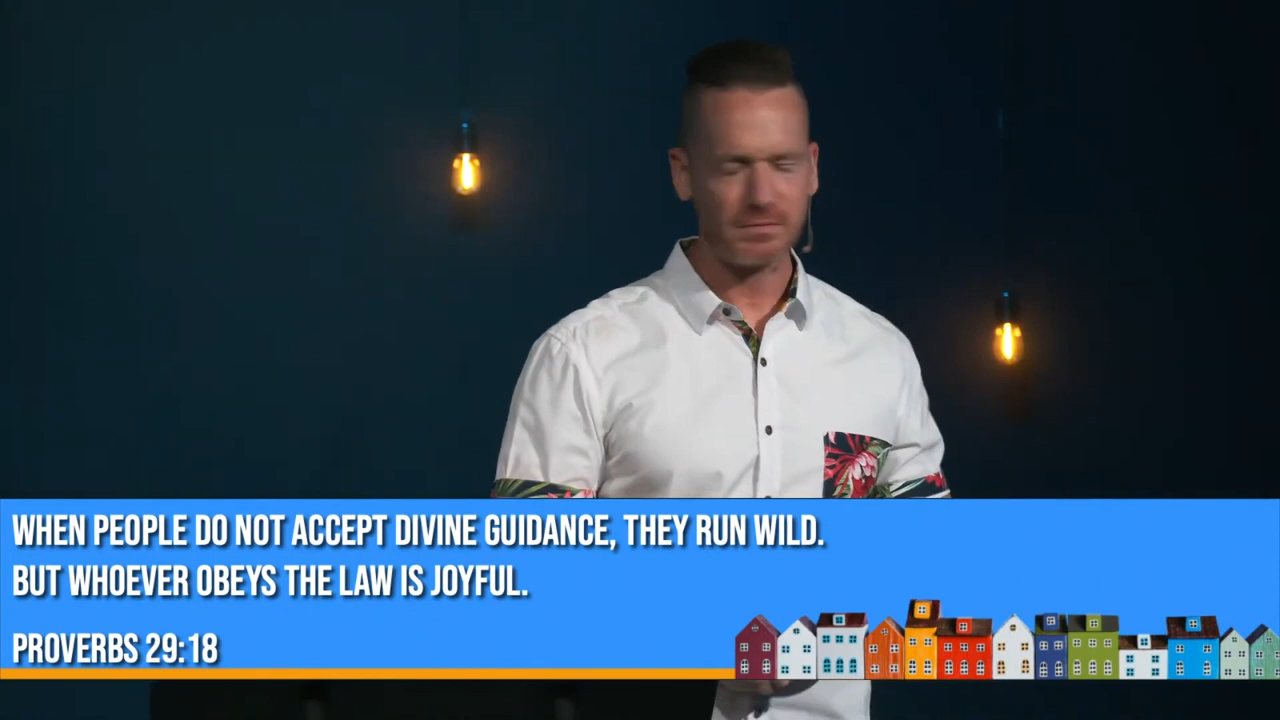 WHEN PEOPLE DO NOT ACCEPT DIVINE GUIDANCE, THEY RUN WILD.
BUT WHOEVER OBEYS THE LAW IS JOYFUL.
PROVERBS 29:18